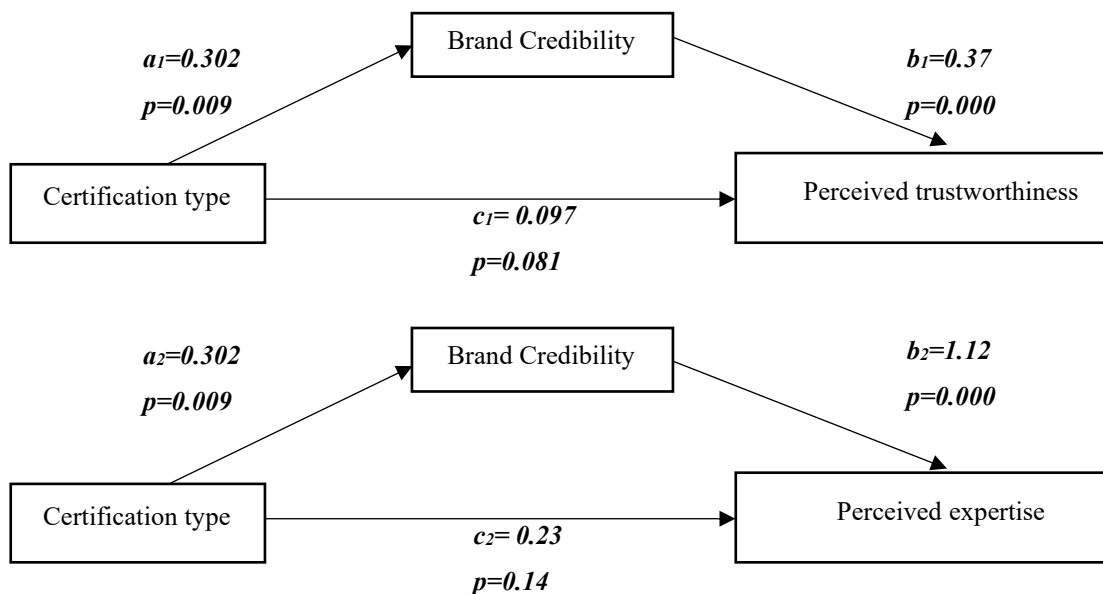 Brand Credibility
a₁=0.302
p=0.009
b₁=0.37
p=0.000
Certification type
Perceived trustworthiness
c₁= 0.097
p=0.081
Brand Credibility
a₂=0.302
p=0.009
b₂=1.12
p=0.000
Certification type
Perceived expertise
c₂= 0.23
p=0.14